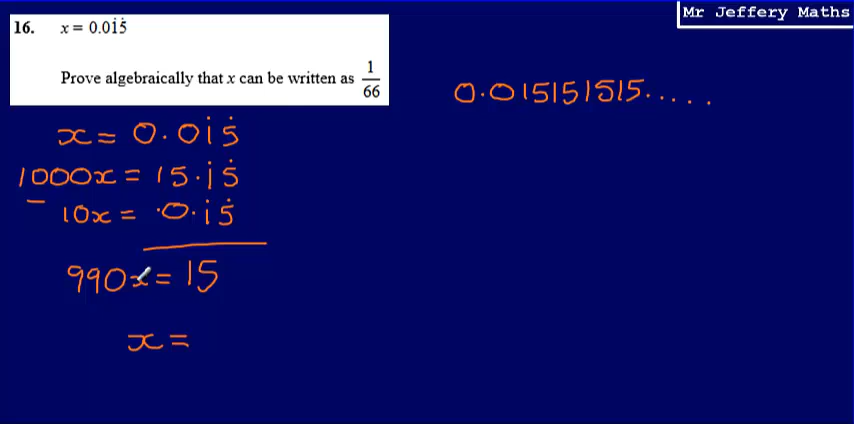 Mr Jeffery Maths
16. x = 0.01̇5̇
Prove algebraically that x can be written as 1/66
0.015151515.....
x = 0.01̇5̇
1000x = 15.1̇5̇
- 10x = 0.1̇5̇
990x = 15
x =